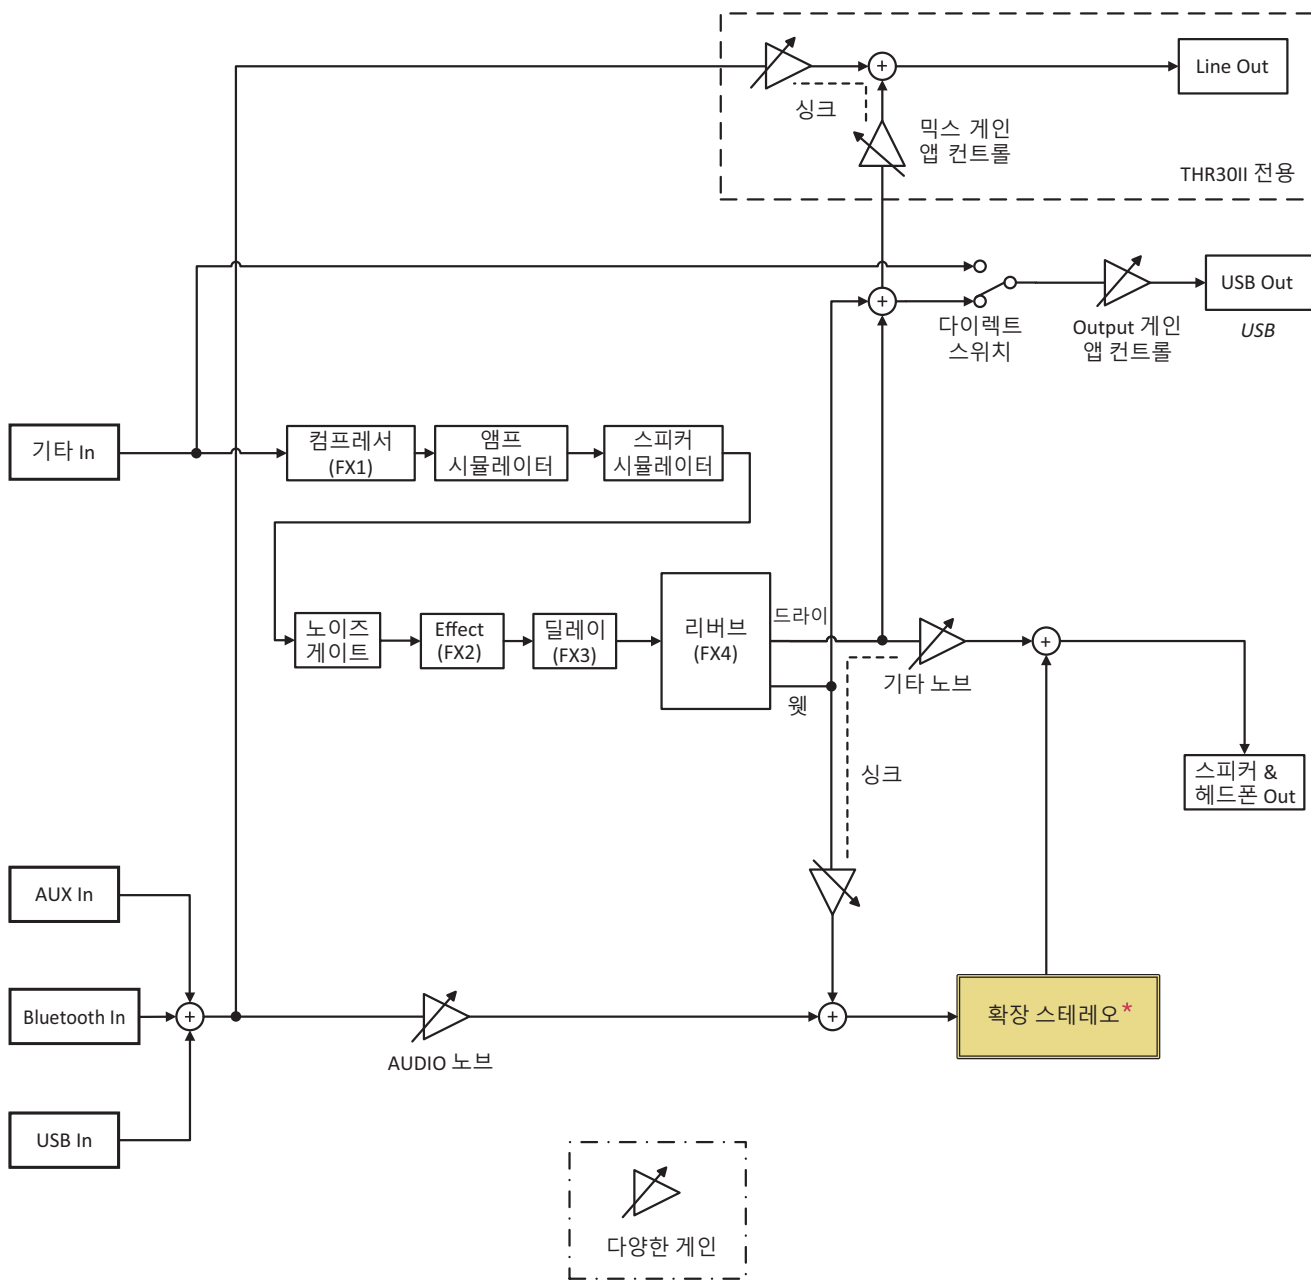 Line Out
싱크
믹스 게인
앱 컨트롤
THR30II 전용
USB Out
다이렉트
스위치
Output 게인
앱 컨트롤
USB
기타 In
컴프레서
(FX1)
앰프
시뮬레이터
스피커
시뮬레이터
노이즈
게이트
Effect
(FX2)
딜레이
(FX3)
리버브
(FX4)
드라이
웻
기타 노브
싱크
스피커 &
헤드폰 Out
AUX In
Bluetooth In
확장 스테레오*
AUDIO 노브
USB In
다양한 게인